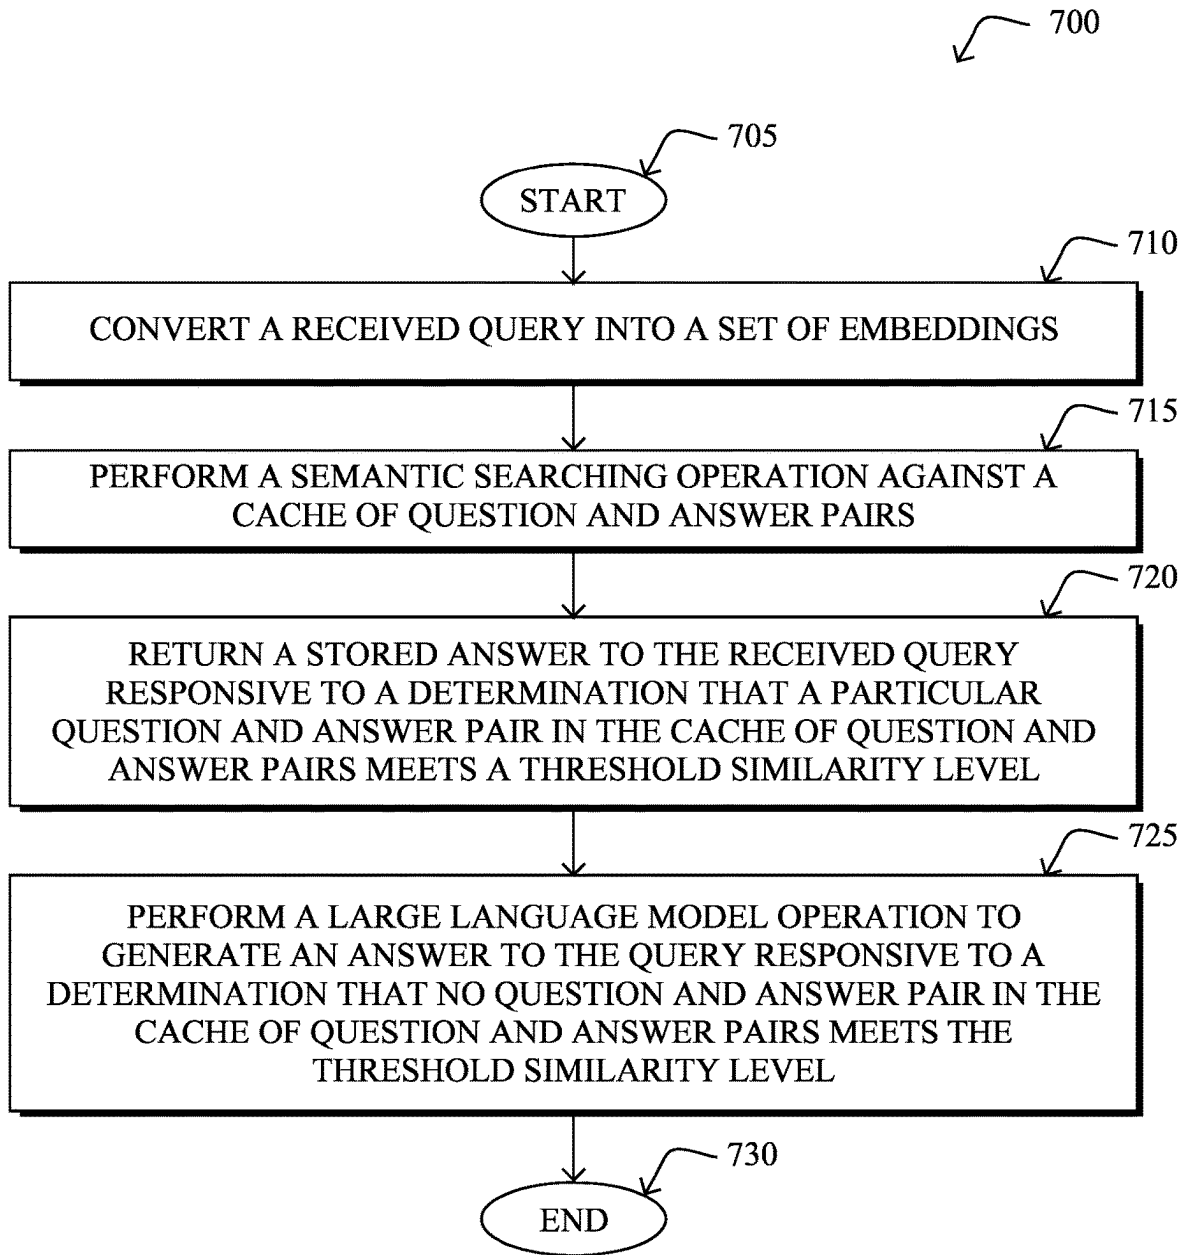 700
705
START
710
CONVERT A RECEIVED QUERY INTO A SET OF EMBEDDINGS
715
PERFORM A SEMANTIC SEARCHING OPERATION AGAINST A
CACHE OF QUESTION AND ANSWER PAIRS
720
RETURN A STORED ANSWER TO THE RECEIVED QUERY
RESPONSIVE TO A DETERMINATION THAT A PARTICULAR
QUESTION AND ANSWER PAIR IN THE CACHE OF QUESTION AND
ANSWER PAIRS MEETS A THRESHOLD SIMILARITY LEVEL
725
PERFORM A LARGE LANGUAGE MODEL OPERATION TO
GENERATE AN ANSWER TO THE QUERY RESPONSIVE TO A
DETERMINATION THAT NO QUESTION AND ANSWER PAIR IN THE
CACHE OF QUESTION AND ANSWER PAIRS MEETS THE
THRESHOLD SIMILARITY LEVEL
730
END